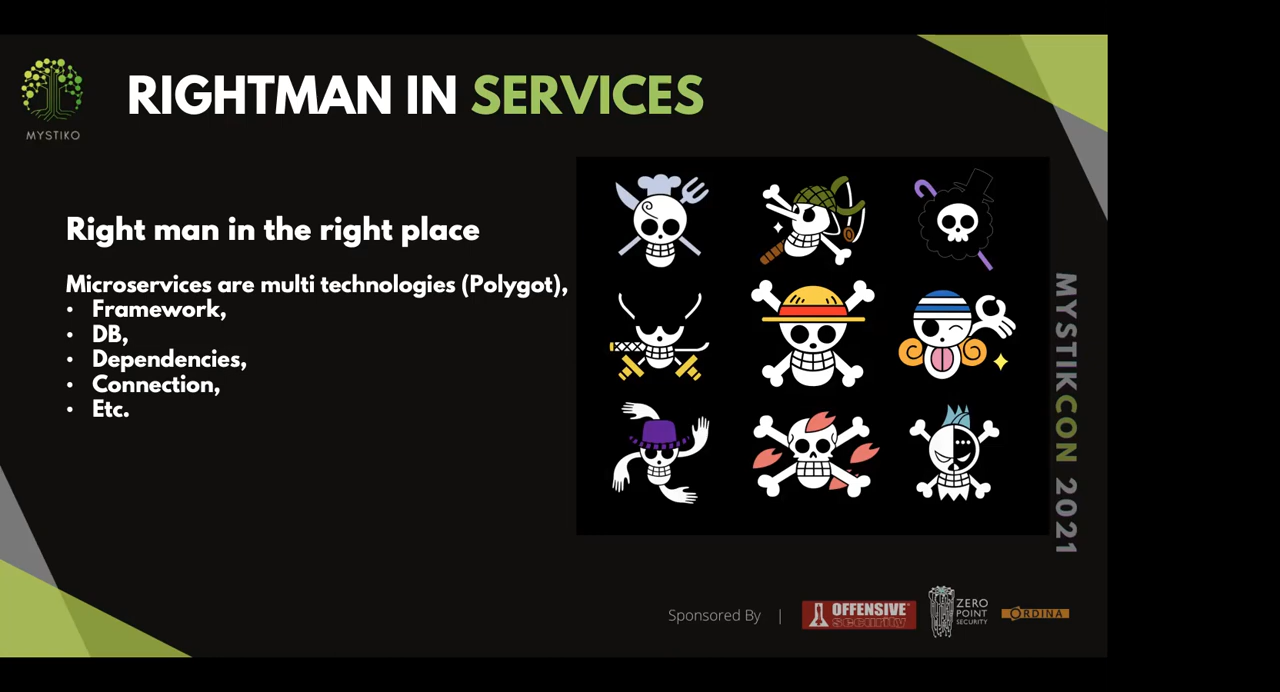 MYSTIKO
RIGHTMAN IN SERVICES
Right man in the right place
Microservices are multi technologies (Polygot),
• Framework,
• DB,
• Dependencies,
• Connection,
• Etc.
MYSTIKCON 2021
Sponsored By |
OFFENSIVE
security
ZERO
POINT
SECURITY
ORDINA